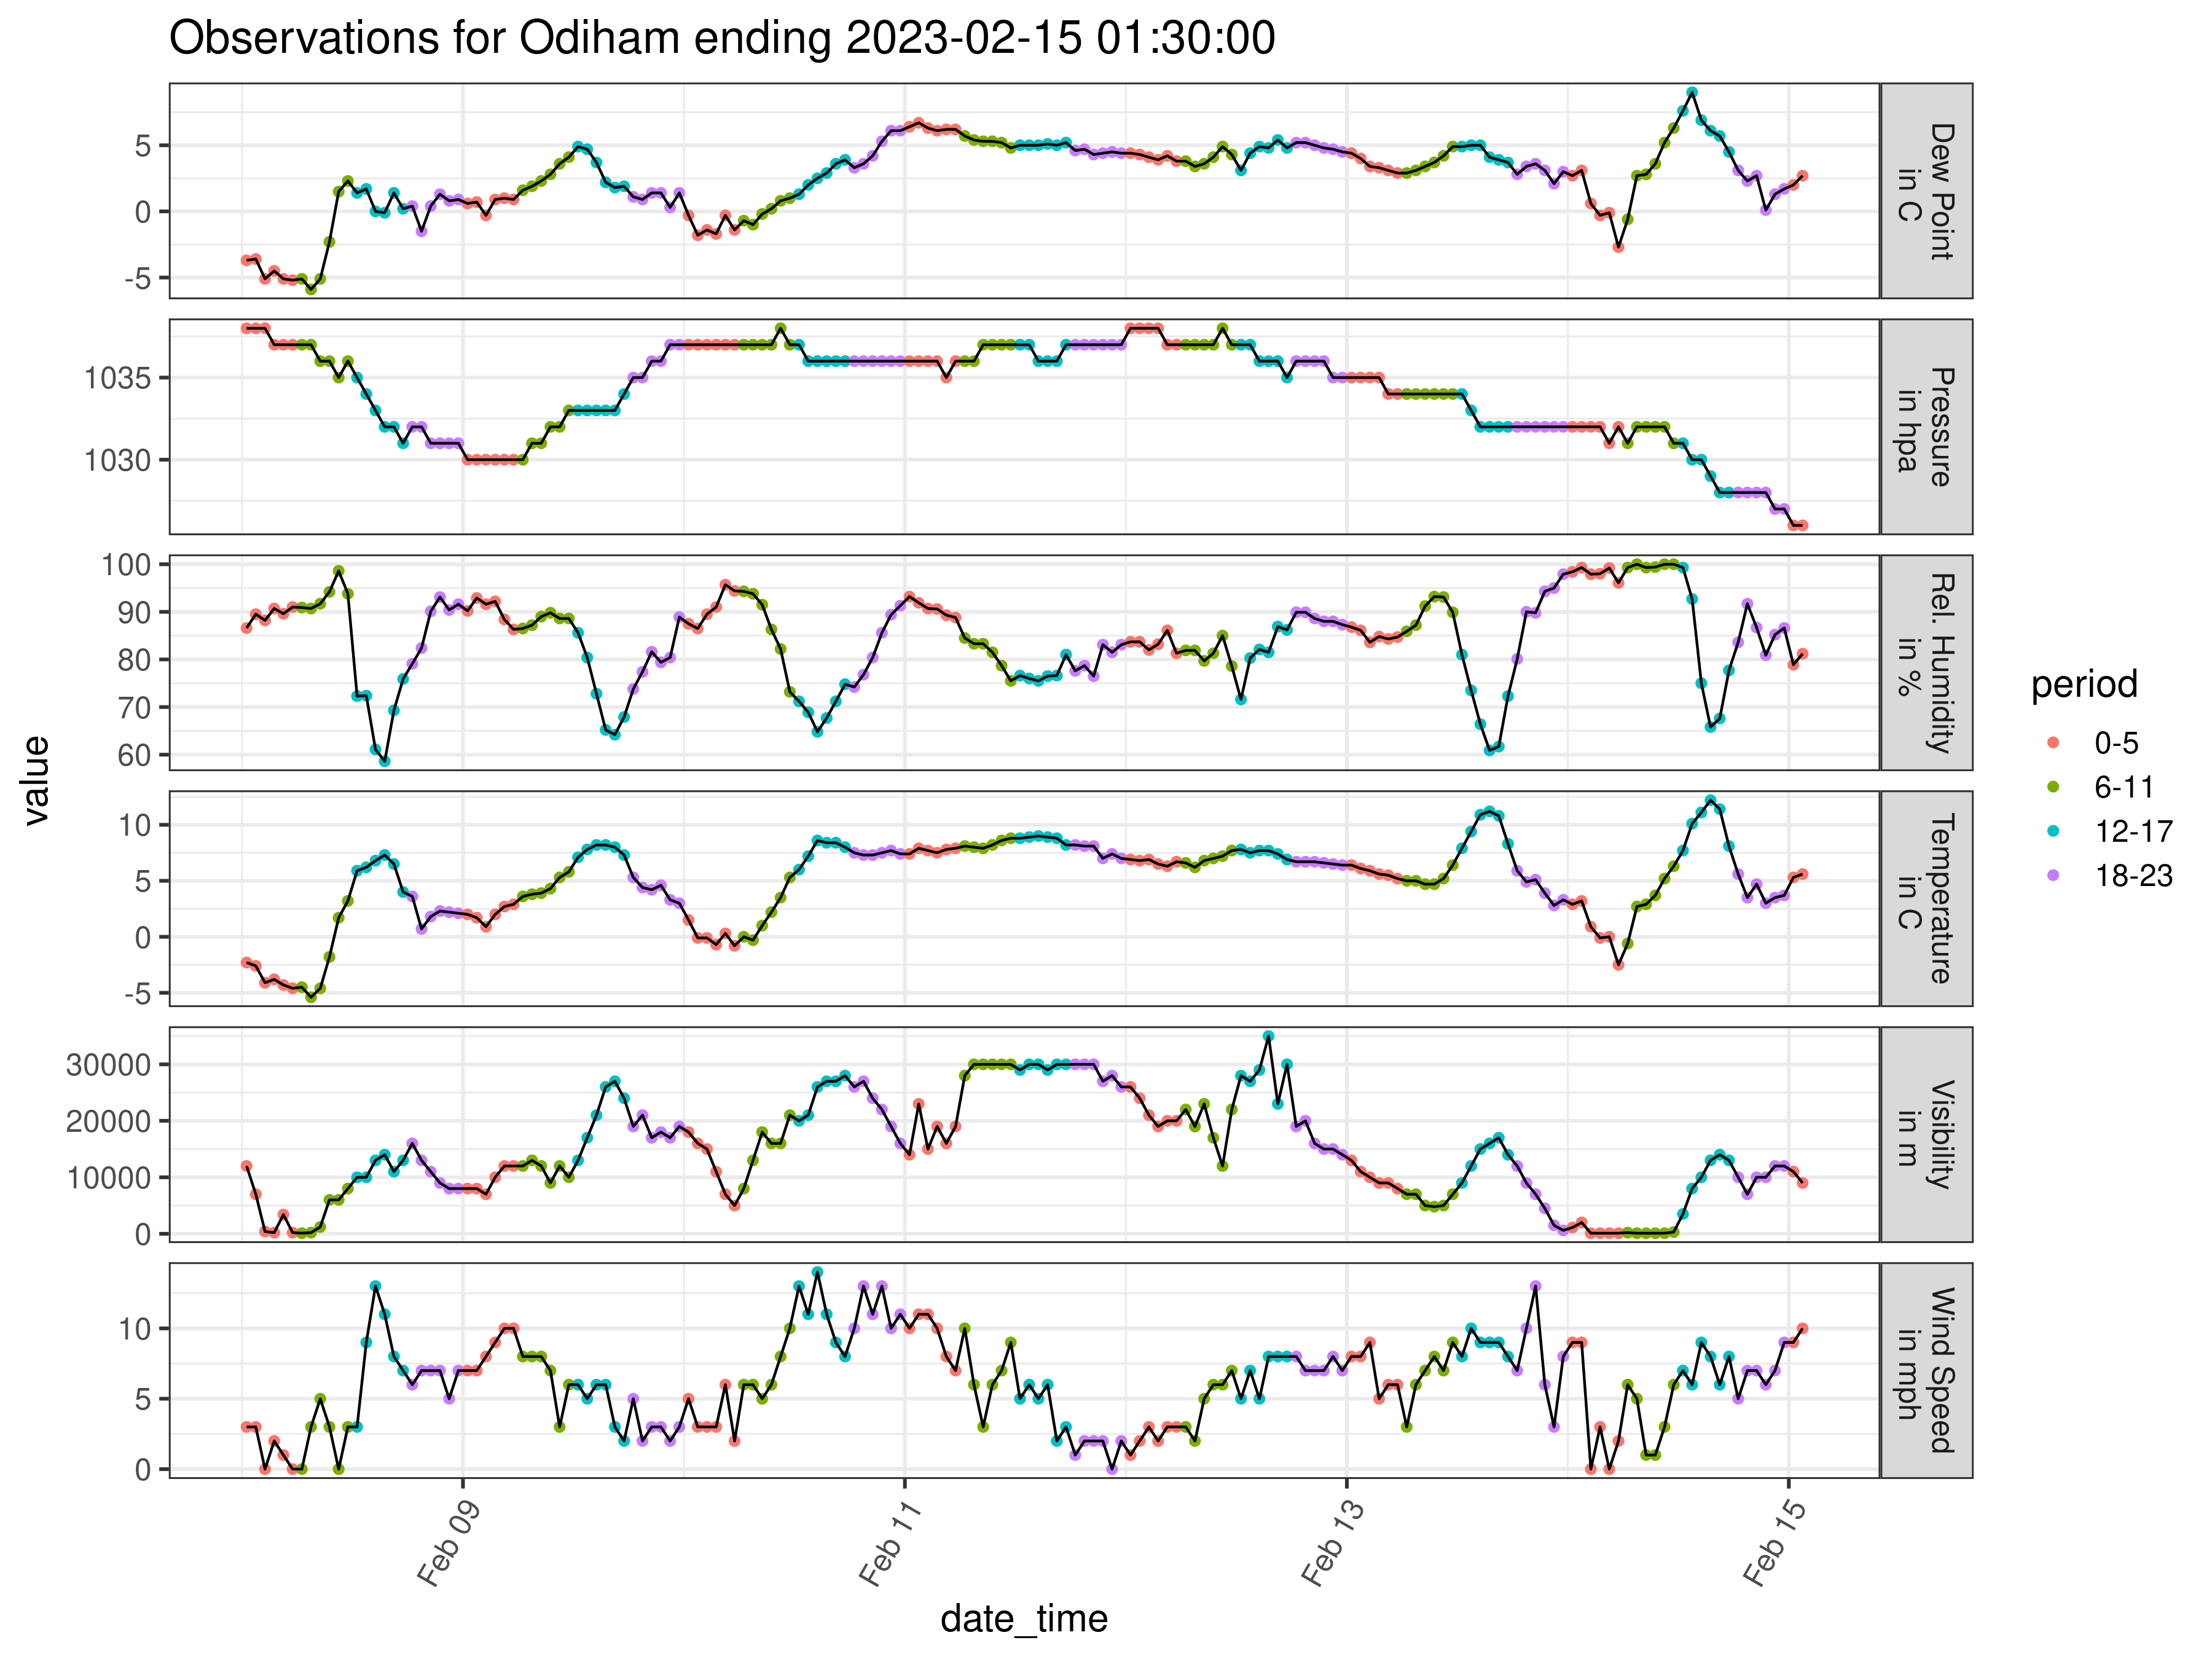 Observations for Odiham ending 2023-02-15 01:30:00
value
5
0
-5
Dew Point
in C
1035
1030
Pressure
in hpa
100
90
80
70
60
Rel. Humidity
in %
10
5
0
-5
Temperature
in C
30000
20000
10000
0
Visibility
in m
10
5
0
Wind Speed
in mph
Feb 09
Feb 11
Feb 13
Feb 15
date_time
period
0-5
6-11
12-17
18-23